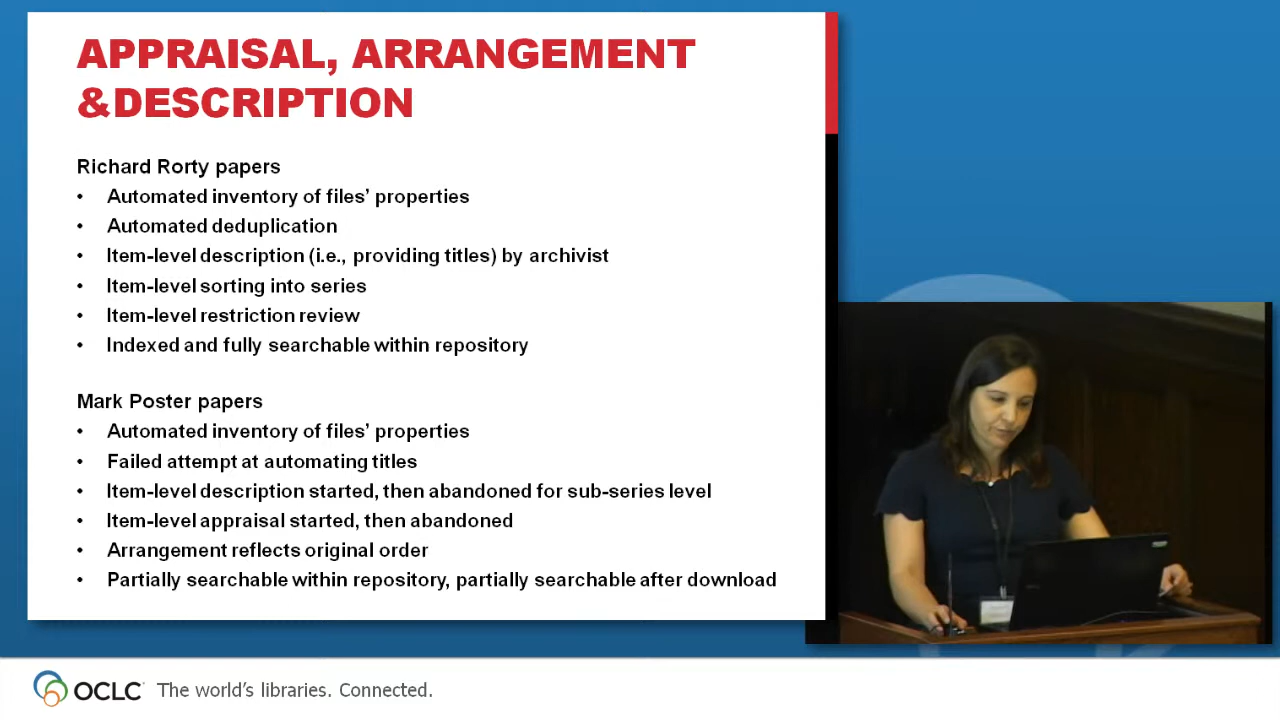 APPRAISAL, ARRANGEMENT
&DESCRIPTION
Richard Rorty papers
• Automated inventory of files' properties
• Automated deduplication
• Item-level description (i.e., providing titles) by archivist
• Item-level sorting into series
• Item-level restriction review
• Indexed and fully searchable within repository
Mark Poster papers
• Automated inventory of files' properties
• Failed attempt at automating titles
• Item-level description started, then abandoned for sub-series level
• Item-level appraisal started, then abandoned
• Arrangement reflects original order
• Partially searchable within repository, partially searchable after download
OCLC The world's libraries. Connected.